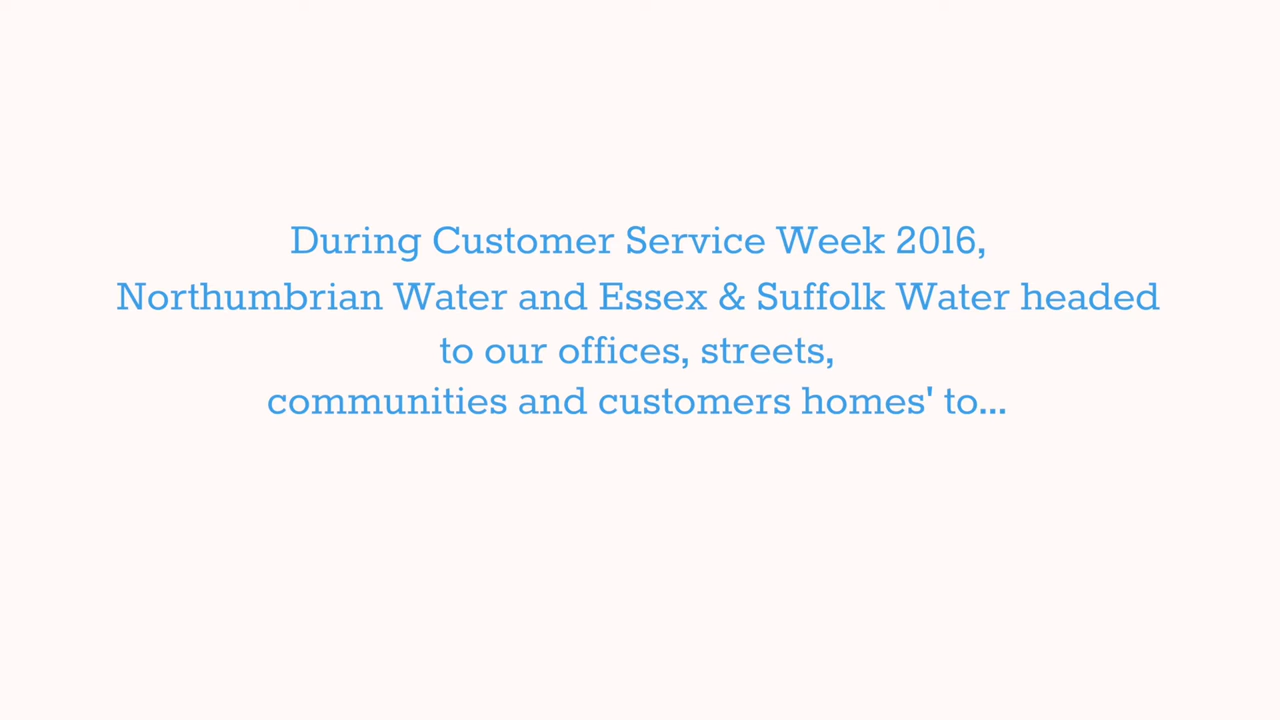 During Customer Service Week 2016,
Northumbrian Water and Essex & Suffolk Water headed
to our offices, streets,
communities and customers homes' to...